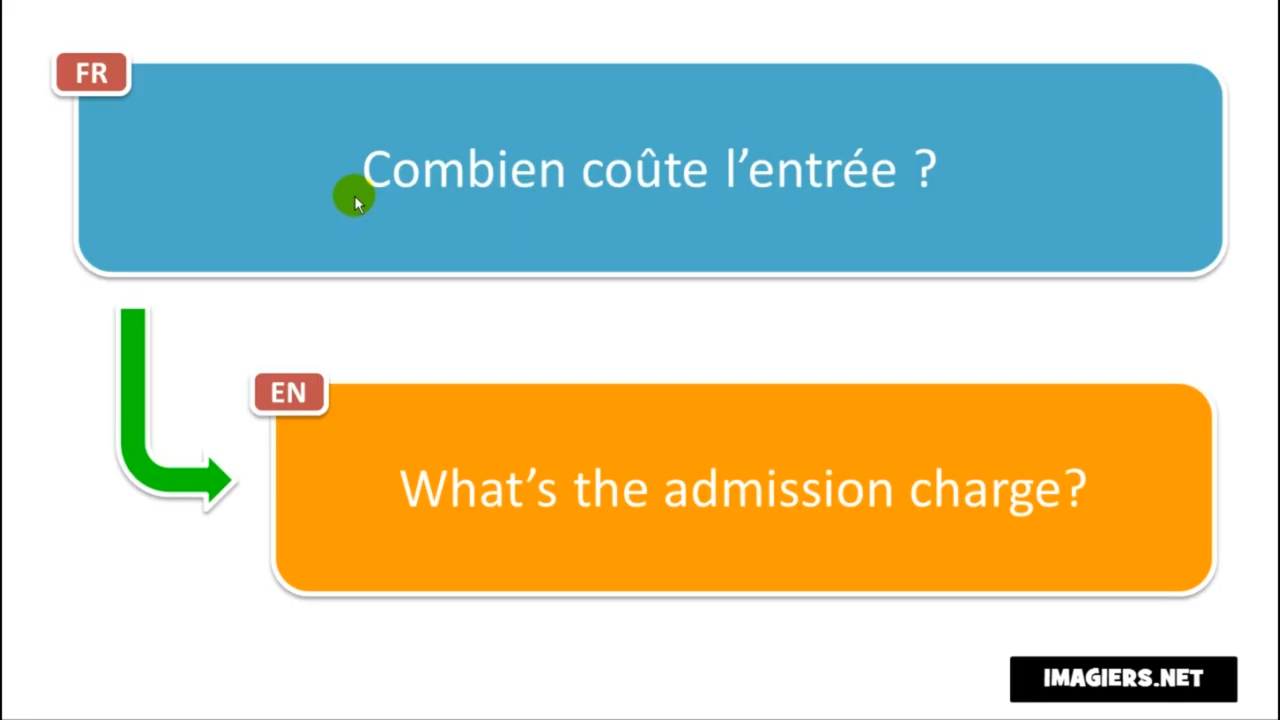 FR
Combien coûte l’entrée ?
EN
What’s the admission charge?
IMAGIERS.NET